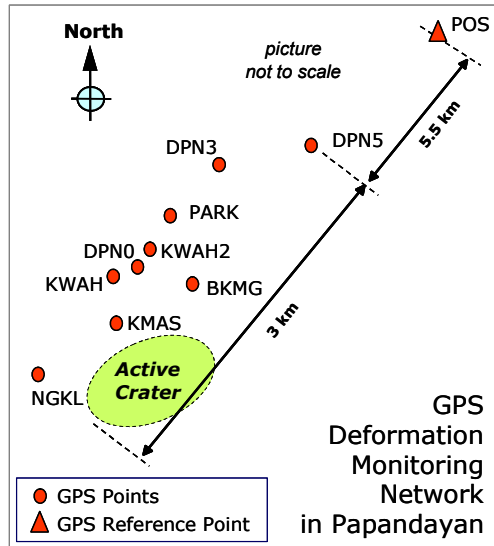 POS
North
picture
not to scale
5.5 km
DPN5
DPN3
PARK
DPN0
KWAH2
KWAH
BKMG
3 km
KMAS
Active
Crater
NGKL
GPS
Deformation
Monitoring
Network
in Papandayan
GPS Points
GPS Reference Point